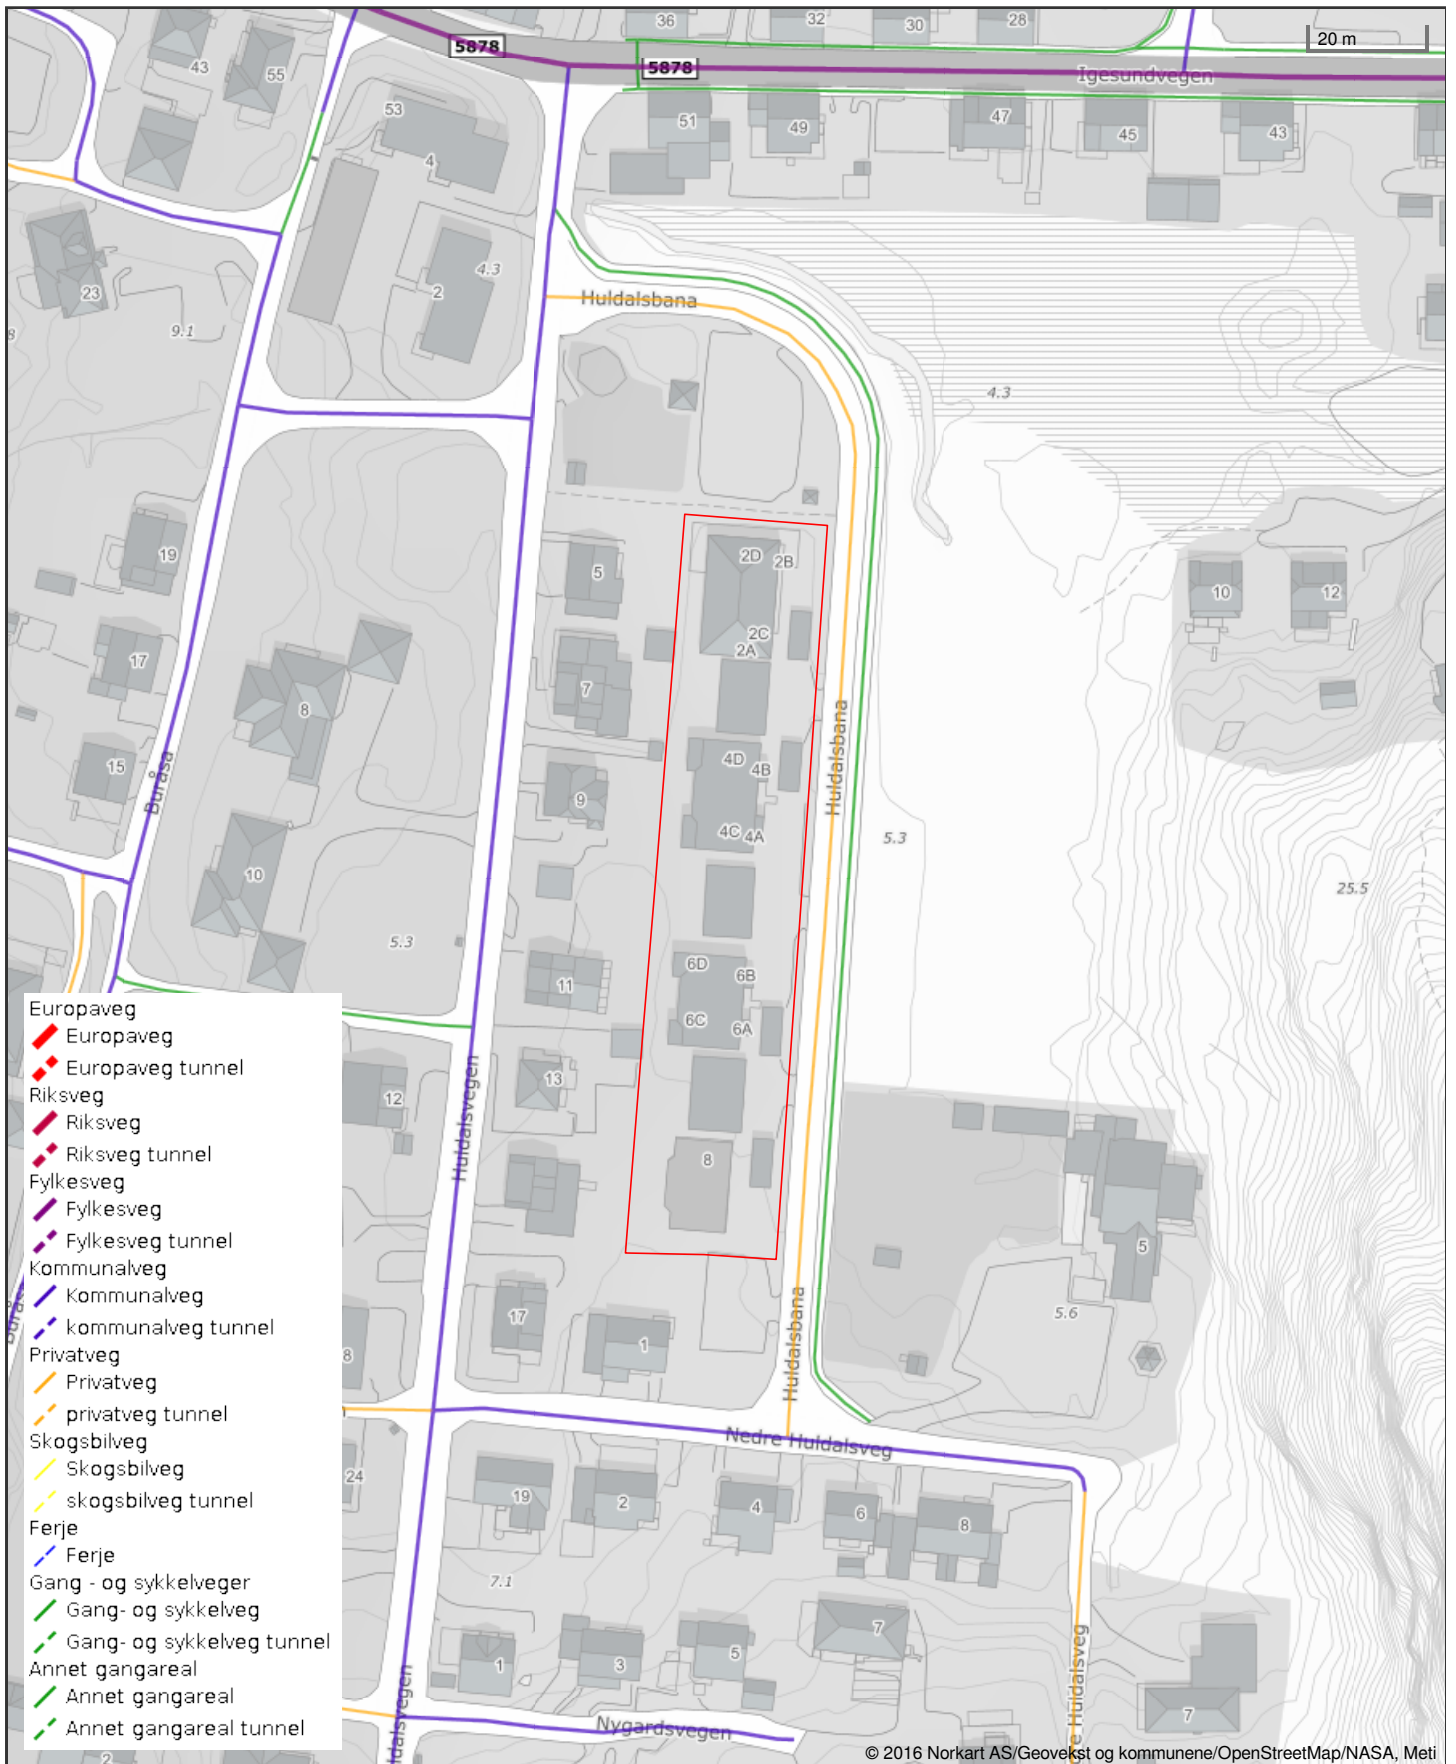 36
32
30
28
20 m
5878
5878
Igesundvegen
43
55
53
4
51
49
47
45
43
23
2
4.3
9.1
8
Huldalsbana
4.3
19
5
2D
2B
10
12
2C
2A
17
7
8
15
Buråsa
9
4D
4B
4C
4A
Huldalsbana
5.3
10
25.5
5.3
11
6D
6B
6C
6A
13
12
Huldalsvegen
8
5
5.6
17
1
8
Huldalsbana
Nedre Huldalsveg
24
19
2
4
6
8
7.1
1
3
5
7
7
Nygardsvegen
2
Europaveg
Europaveg
Europaveg tunnel
Riksveg
Riksveg
Riksveg tunnel
Fylkesveg
Fylkesveg
Fylkesveg tunnel
Kommunalveg
Kommunalveg
kommunalveg tunnel
Privatveg
Privatveg
privatveg tunnel
Skogsbilveg
Skogsbilveg
skogsbilveg tunnel
Ferje
Ferje
Gang - og sykkelveger
Gang- og sykkelveg
Gang- og sykkelveg tunnel
Annet gangareal
Annet gangareal
Annet gangareal tunnel
© 2016 Norkart AS/Geovekst og kommunene/OpenStreetMap/NASA, Meti